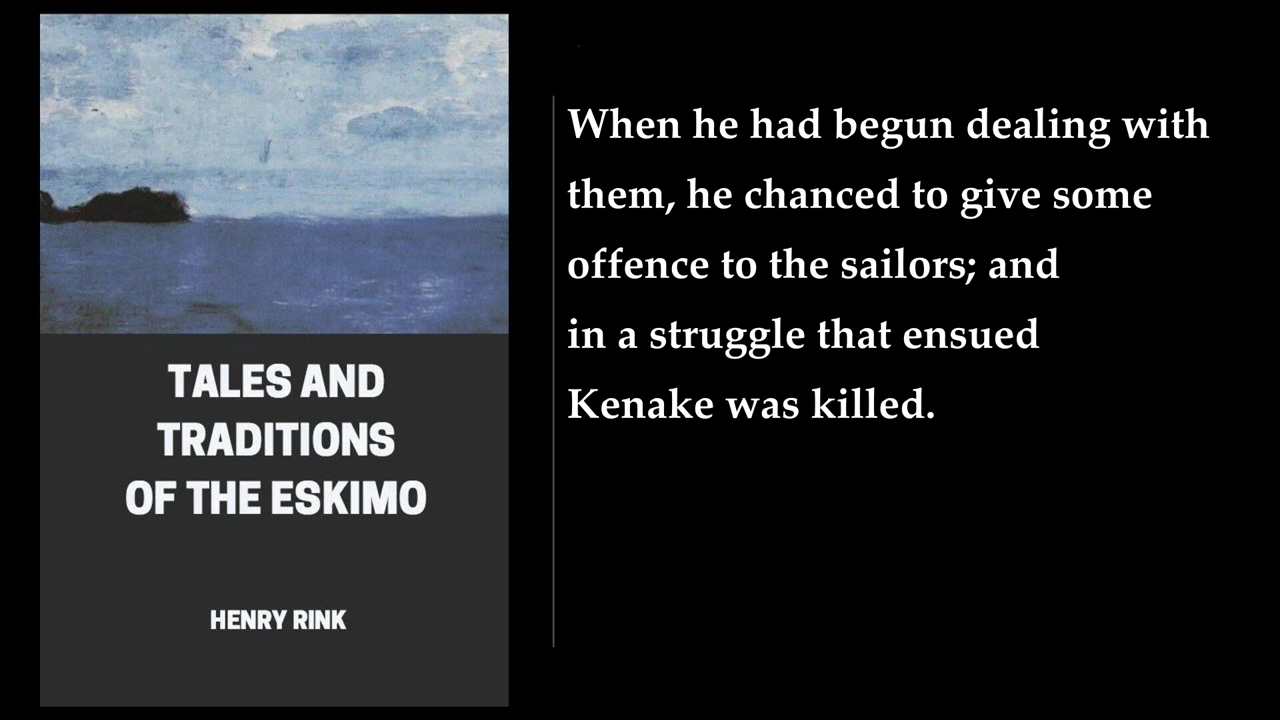 TALES AND
TRADITIONS
OF THE ESKIMO
HENRY RINK
When he had begun dealing with
them, he chanced to give some
offence to the sailors; and
in a struggle that ensued
Kenake was killed.